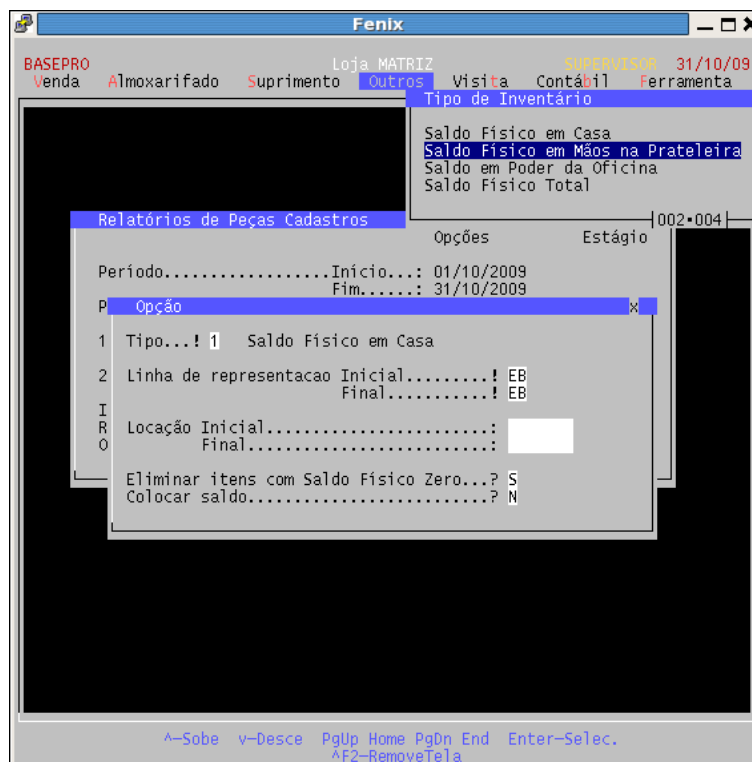 Fenix
BASEPRO Loja MATRIZ SUPERVISOR 31/10/09
Venda Almoxarifado Suprimento Outros Visita Contábil Ferramenta
Tipo de Inventário
Saldo Físico em Casa
Saldo Físico em Mãos na Prateleira
Saldo em Poder da Oficina
Saldo Físico Total
002•004
Relatórios de Peças Cadastros
Opções Estágio
Período..................Início...: 01/10/2009
Fim......: 31/10/2009
P
Opção x
1 Tipo...! 1 Saldo Físico em Casa
2 Linha de representacao Inicial.........! EB
Final...........! EB
I
R Locação Inicial........................:
O Final..........................:
Eliminar itens com Saldo Físico Zero...? S
Colocar saldo..........................? N
^—Sobe v—Desce PgUp Home PgDn End Enter—Selec.
^F2—RemoveTela